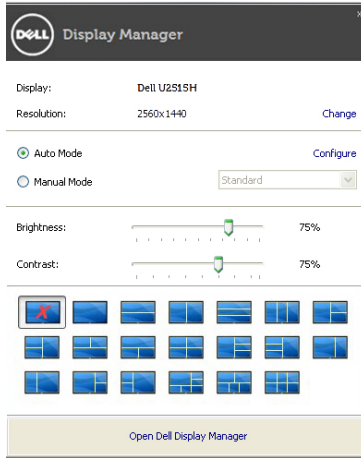 DELL Display Manager
Display: Dell U2515H
Resolution: 2560x1440 Change
Auto Mode Configure
Manual Mode Standard
Brightness: 75%
Contrast: 75%
Open Dell Display Manager